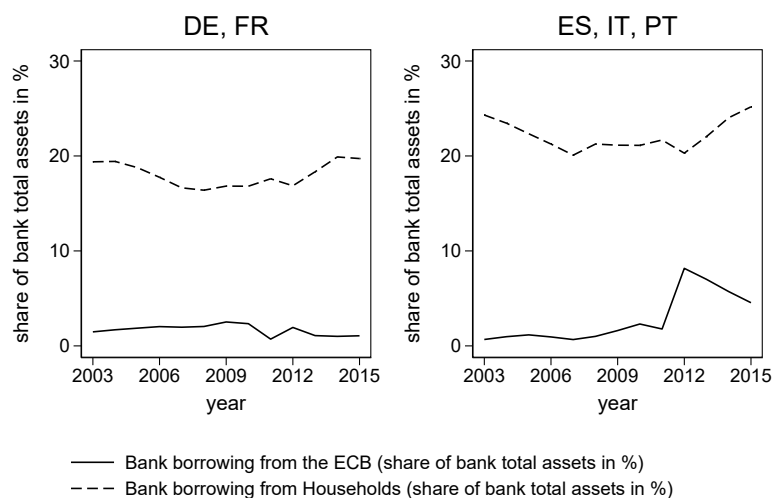 DE, FR
share of bank total assets in %
30
20
10
0
2003 2006 2009 2012 2015
year
ES, IT, PT
share of bank total assets in %
30
20
10
0
2003 2006 2009 2012 2015
year
Bank borrowing from the ECB (share of bank total assets in %)
Bank borrowing from Households (share of bank total assets in %)